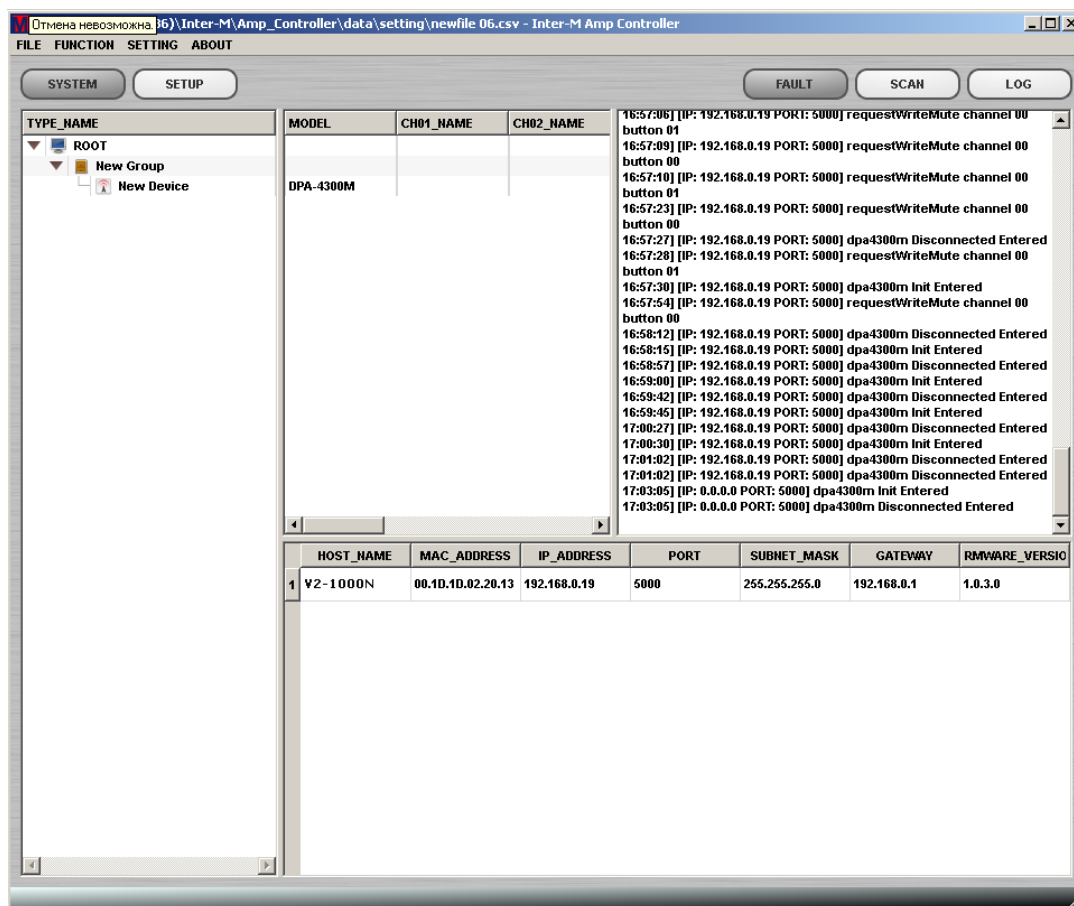 Отмена невозможна.
86)\Inter-M\Amp_Controller\data\setting\newfile 06.csv - Inter-M Amp Controller
FILE FUNCTION SETTING ABOUT
SYSTEM SETUP FAULT SCAN LOG
TYPE_NAME
ROOT
New Group
New Device
MODEL CH01_NAME CH02_NAME
DPA-4300M
16:57:06] [IP: 192.168.0.19 PORT: 5000] requestWriteMute channel 00
button 01
16:57:09] [IP: 192.168.0.19 PORT: 5000] requestWriteMute channel 00
button 00
16:57:10] [IP: 192.168.0.19 PORT: 5000] requestWriteMute channel 00
button 01
16:57:23] [IP: 192.168.0.19 PORT: 5000] requestWriteMute channel 00
button 00
16:57:27] [IP: 192.168.0.19 PORT: 5000] dpa4300m Disconnected Entered
16:57:28] [IP: 192.168.0.19 PORT: 5000] requestWriteMute channel 00
button 01
16:57:30] [IP: 192.168.0.19 PORT: 5000] dpa4300m Init Entered
16:57:54] [IP: 192.168.0.19 PORT: 5000] requestWriteMute channel 00
button 00
16:58:12] [IP: 192.168.0.19 PORT: 5000] dpa4300m Disconnected Entered
16:58:15] [IP: 192.168.0.19 PORT: 5000] dpa4300m Init Entered
16:58:57] [IP: 192.168.0.19 PORT: 5000] dpa4300m Disconnected Entered
16:59:00] [IP: 192.168.0.19 PORT: 5000] dpa4300m Init Entered
16:59:42] [IP: 192.168.0.19 PORT: 5000] dpa4300m Disconnected Entered
16:59:45] [IP: 192.168.0.19 PORT: 5000] dpa4300m Init Entered
17:00:27] [IP: 192.168.0.19 PORT: 5000] dpa4300m Disconnected Entered
17:00:30] [IP: 192.168.0.19 PORT: 5000] dpa4300m Init Entered
17:01:02] [IP: 192.168.0.19 PORT: 5000] dpa4300m Disconnected Entered
17:01:02] [IP: 192.168.0.19 PORT: 5000] dpa4300m Disconnected Entered
17:03:05] [IP: 0.0.0.0 PORT: 5000] dpa4300m Init Entered
17:03:05] [IP: 0.0.0.0 PORT: 5000] dpa4300m Disconnected Entered
HOST_NAME MAC_ADDRESS IP_ADDRESS PORT SUBNET_MASK GATEWAY RMWARE_VERSIO
1 V2-1000N 00.1D.1D.02.20.13 192.168.0.19 5000 255.255.255.0 192.168.0.1 1.0.3.0